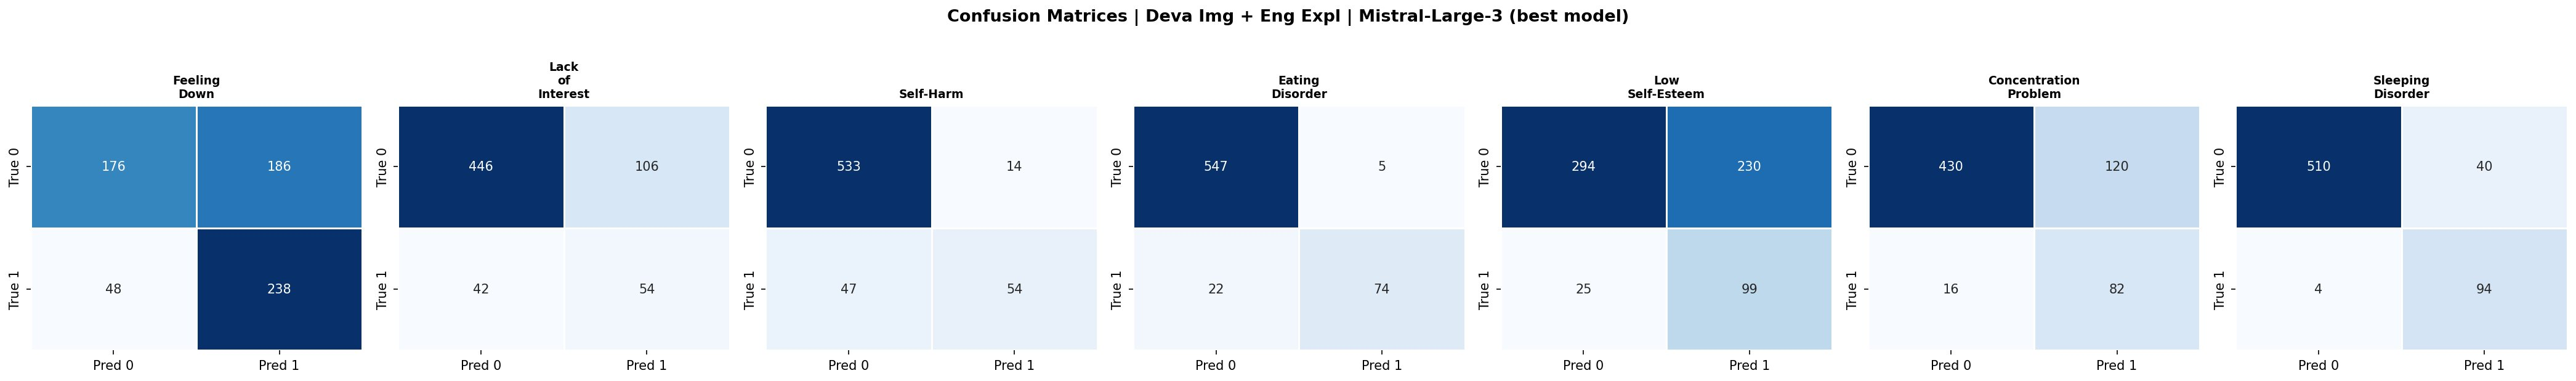 Confusion Matrices | Deva Img + Eng Expl | Mistral-Large-3 (best model)
Feeling
Down
True 0
176 186
True 1
48 238
Pred 0 Pred 1
Lack
of
Interest
True 0
446 106
True 1
42 54
Pred 0 Pred 1
Self-Harm
True 0
533 14
True 1
47 54
Pred 0 Pred 1
Eating
Disorder
True 0
547 5
True 1
22 74
Pred 0 Pred 1
Low
Self-Esteem
True 0
294 230
True 1
25 99
Pred 0 Pred 1
Concentration
Problem
True 0
430 120
True 1
16 82
Pred 0 Pred 1
Sleeping
Disorder
True 0
510 40
True 1
4 94
Pred 0 Pred 1